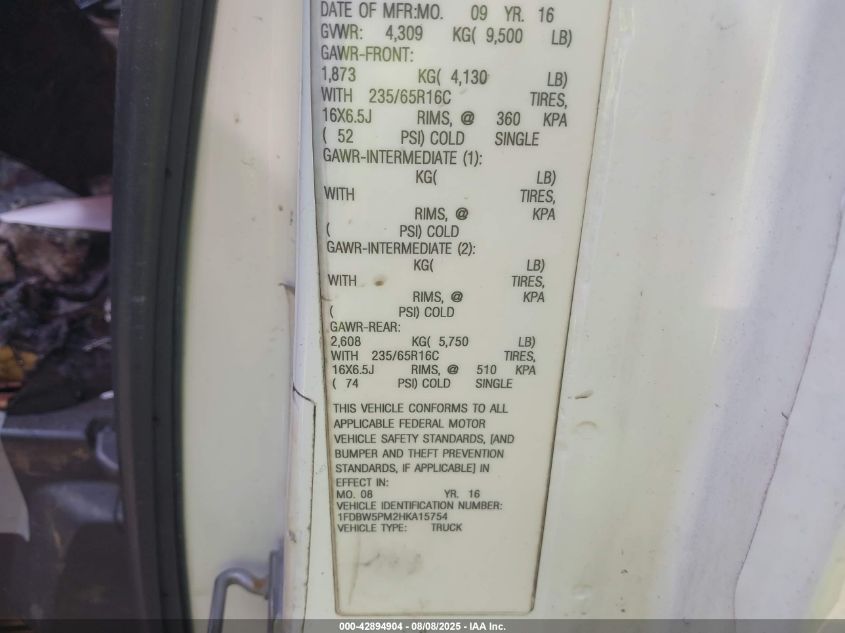 DATE OF MFR:MO. 09 YR. 16
GVWR: 4,309 KG( 9,500 LB)
GAWR-FRONT:
1,873 KG( 4,130 LB)
WITH 235/65R16C TIRES,
16X6.5J RIMS, @ 360 KPA
( 52 PSI) COLD SINGLE
GAWR-INTERMEDIATE (1):
KG( LB)
WITH TIRES,
RIMS, @ KPA
( PSI) COLD
GAWR-INTERMEDIATE (2):
KG( LB)
WITH TIRES,
RIMS, @ KPA
( PSI) COLD
GAWR-REAR:
2,608 KG( 5,750 LB)
WITH 235/65R16C TIRES,
16X6.5J RIMS, @ 510 KPA
( 74 PSI) COLD SINGLE
THIS VEHICLE CONFORMS TO ALL
APPLICABLE FEDERAL MOTOR
VEHICLE SAFETY STANDARDS, [AND
BUMPER AND THEFT PREVENTION
STANDARDS, IF APPLICABLE] IN
EFFECT IN:
MO. 08 YR. 16
VEHICLE IDENTIFICATION NUMBER:
1FDBW5PM2HKA15754
VEHICLE TYPE: TRUCK
000-42894904 | 08/08/2025 - IAA Inc.